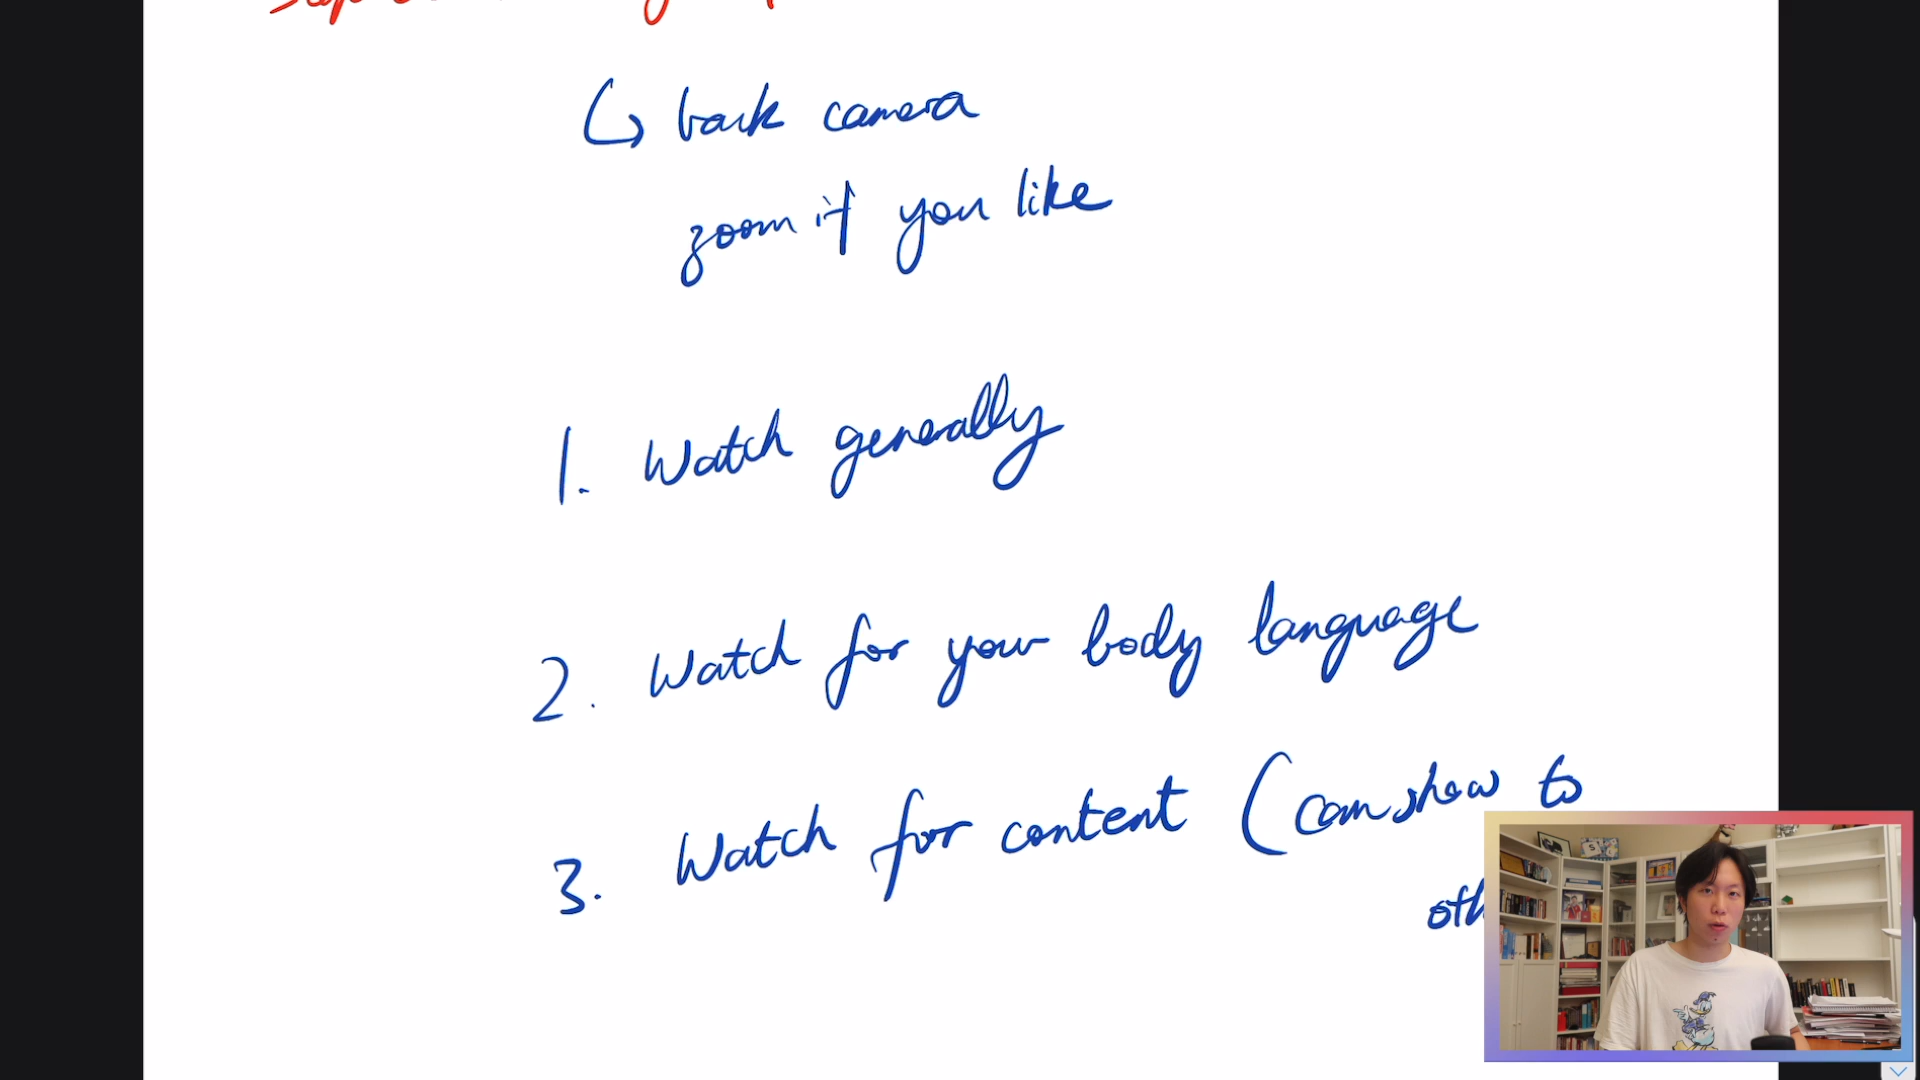 ↳ back camera
zoom if you like
1. Watch generally
2. Watch for your body language
3. Watch for content (can show to